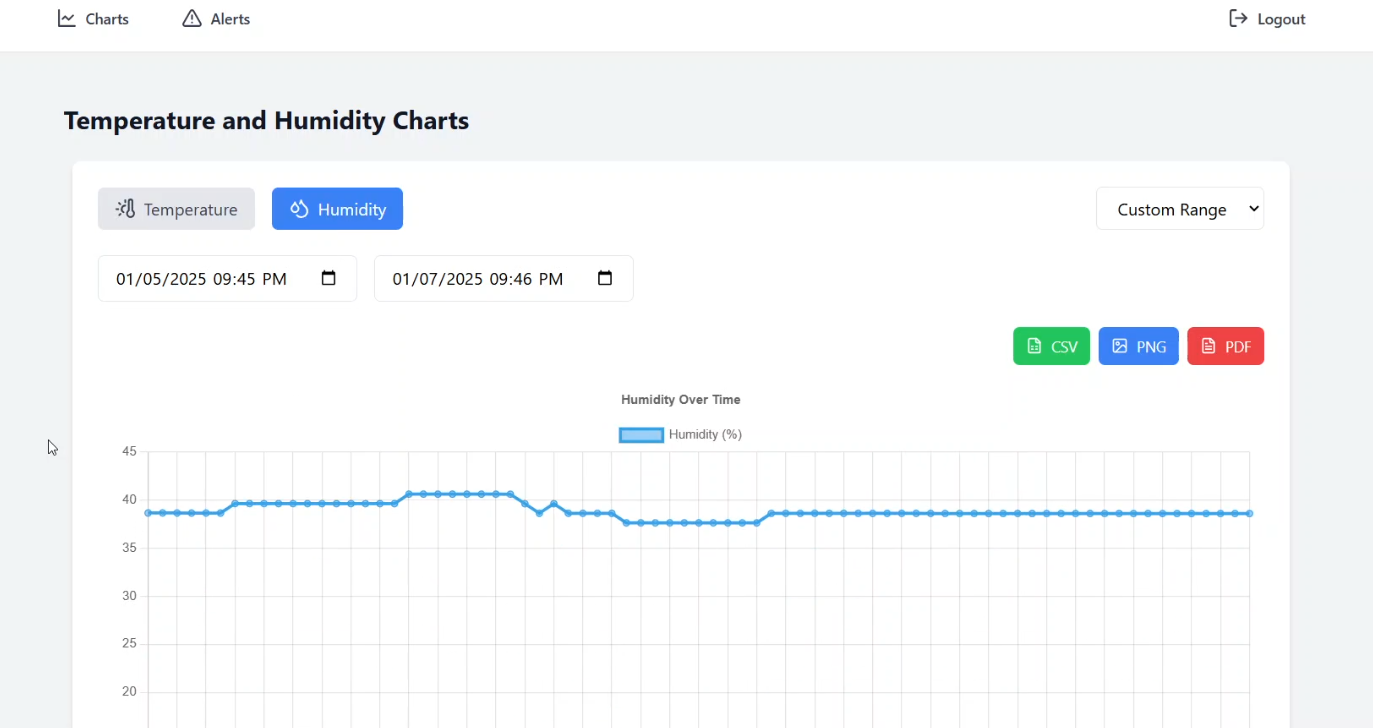 Charts Alerts Logout
Temperature and Humidity Charts
Temperature Humidity Custom Range
01/05/2025 09:45 PM 01/07/2025 09:46 PM
CSV PNG PDF
Humidity Over Time
Humidity (%)
45
40
35
30
25
20